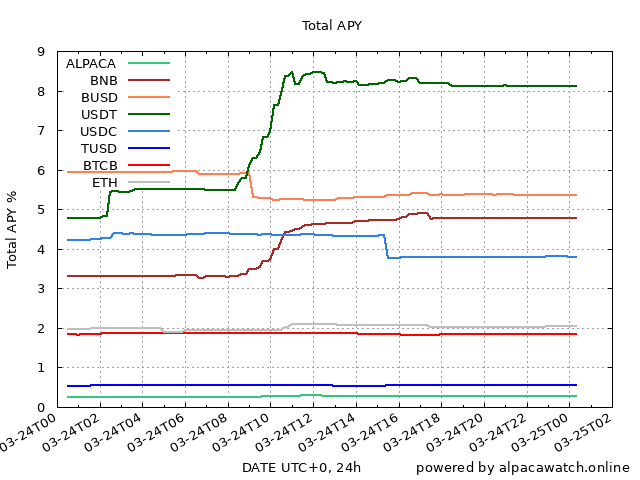 Total APY
9
8
7
6
5
4
3
2
1
0
Total APY %
ALPACA
BNB
BUSD
USDT
USDC
TUSD
BTCB
ETH
03-24T00
03-24T02
03-24T04
03-24T06
03-24T08
03-24T10
03-24T12
03-24T14
03-24T16
03-24T18
03-24T20
03-24T22
03-25T00
03-25T02
DATE UTC+0, 24h
powered by alpacawatch.online